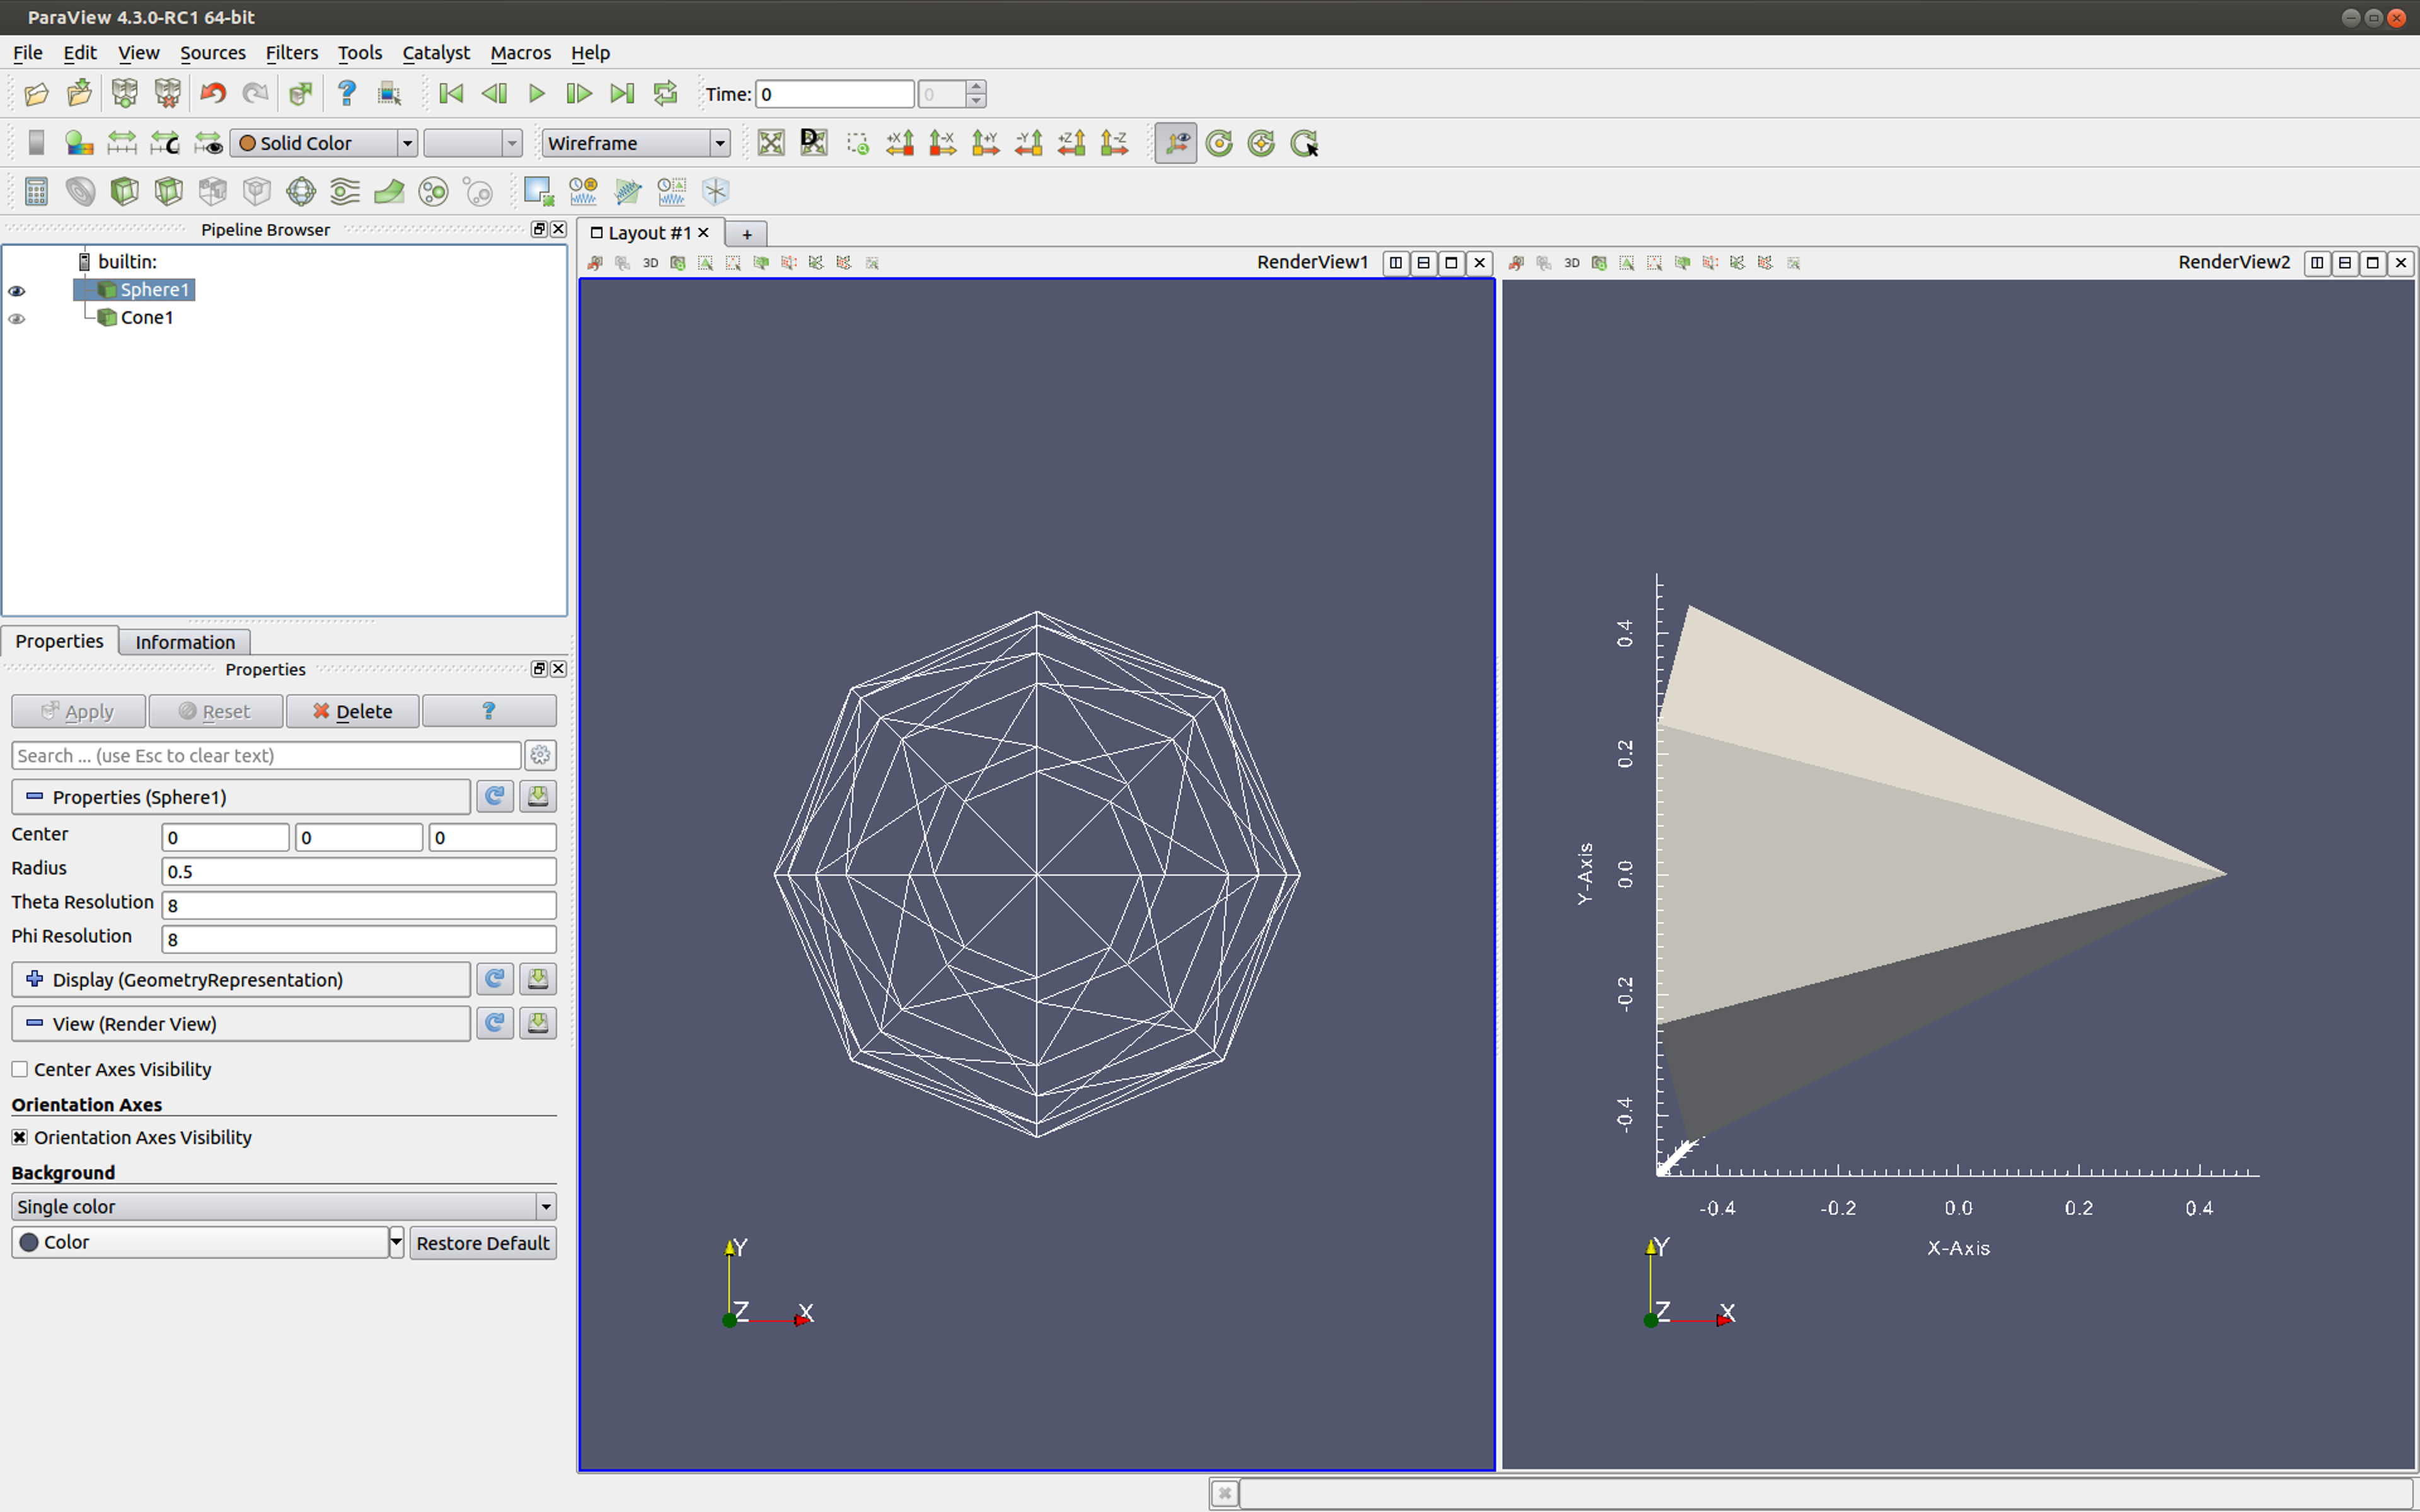 ParaView 4.3.0-RC1 64-bit
File Edit View Sources Filters Tools Catalyst Macros Help
Time: 0 0
Solid Color Wireframe D +X -X +Y -Y +Z -Z
C
Pipeline Browser
builtin:
Sphere1
Cone1
Properties Information
Properties
Apply Reset Delete ?
Search ... (use Esc to clear text)
Properties (Sphere1)
Center 0 0 0
Radius 0.5
Theta Resolution 8
Phi Resolution 8
Display (GeometryRepresentation)
View (Render View)
Center Axes Visibility
Orientation Axes
Orientation Axes Visibility
Background
Single color
Color Restore Default
Layout #1 +
3D RenderView1
Y
Z X
3D RenderView2
0.4
0.2
0.0
-0.2
-0.4
Y-Axis
-0.4 -0.2 0.0 0.2 0.4
X-Axis
Y
Z X